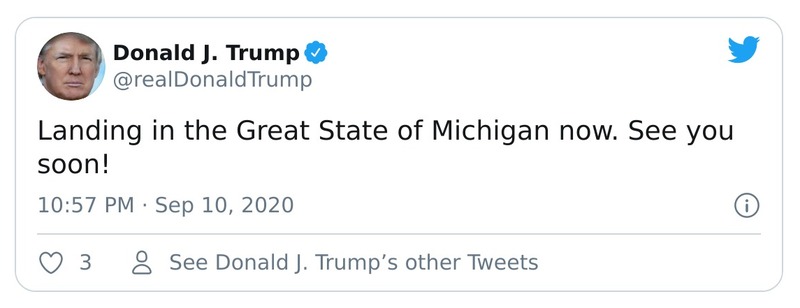 Donald J. Trump
@realDonaldTrump
Landing in the Great State of Michigan now. See you
soon!
10:57 PM · Sep 10, 2020
3
See Donald J. Trump’s other Tweets